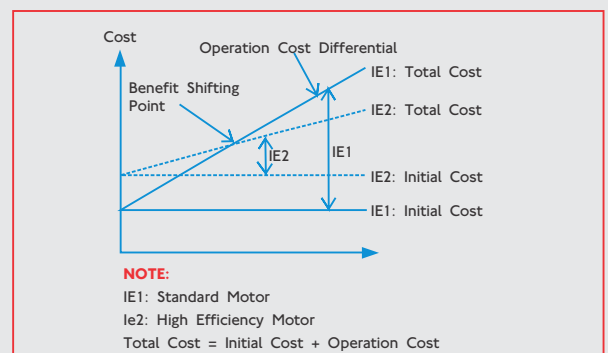 Cost
Operation Cost Differential
IE1: Total Cost
Benefit Shifting
Point
IE2: Total Cost
IE2
IE1
IE2: Initial Cost
IE1: Initial Cost
NOTE:
IE1: Standard Motor
Ie2: High Efficiency Motor
Total Cost = Initial Cost + Operation Cost